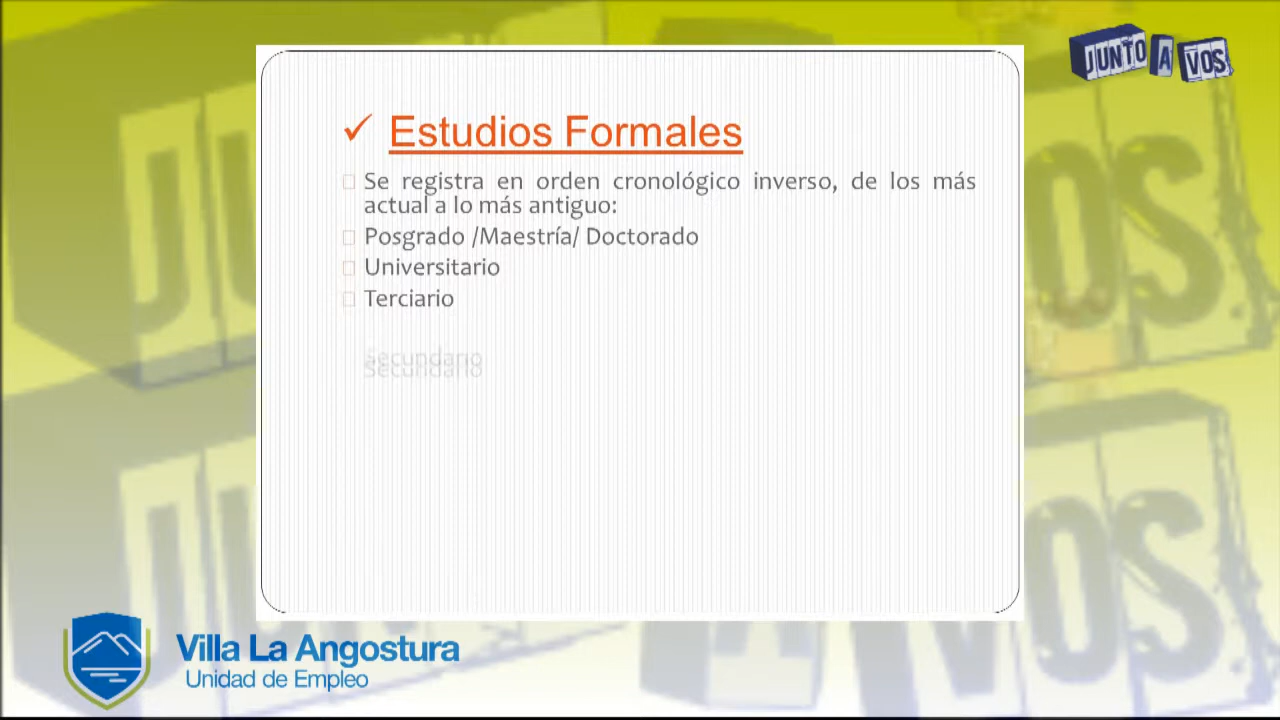 JUNTO A VOS
✓ Estudios Formales
Se registra en orden cronológico inverso, de los más
actual a lo más antiguo:
Posgrado /Maestría/ Doctorado
Universitario
Terciario
Secundario
Villa La Angostura
Unidad de Empleo